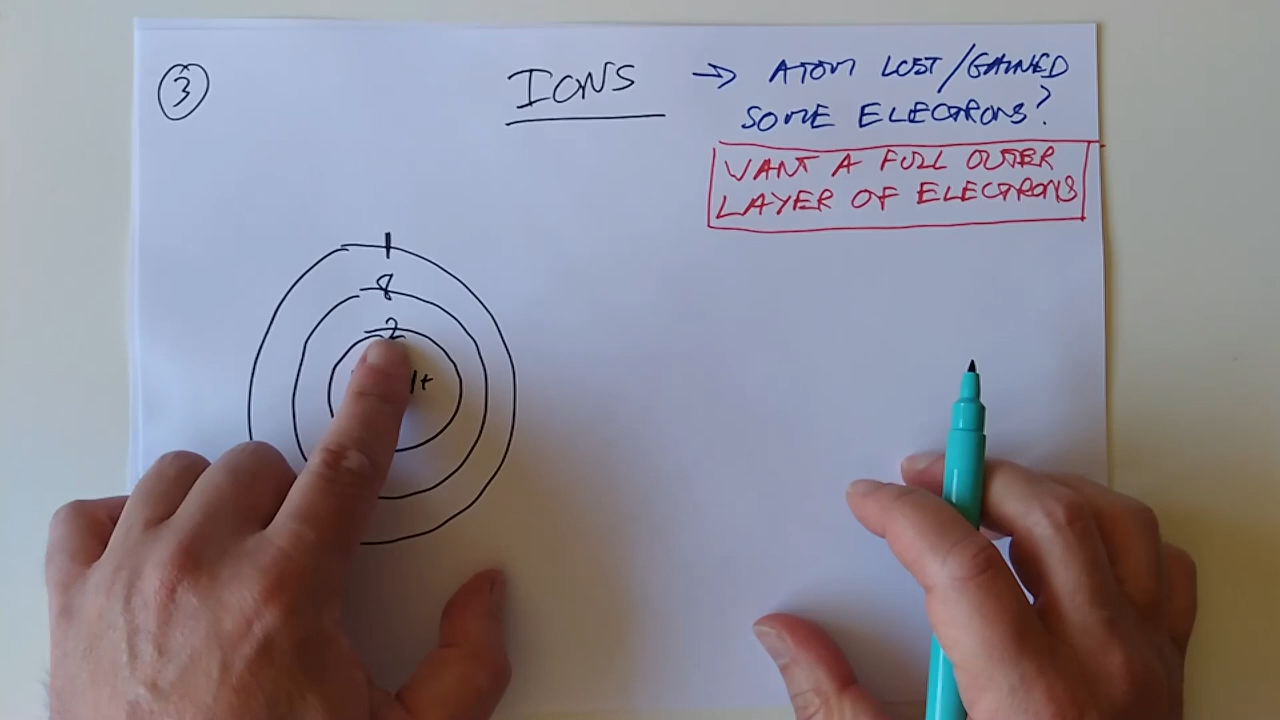 ③
IONS → ATOM LOST/GAINED
SOME ELECTRONS?
WANT A FULL OUTER
LAYER OF ELECTRONS
1
8
2